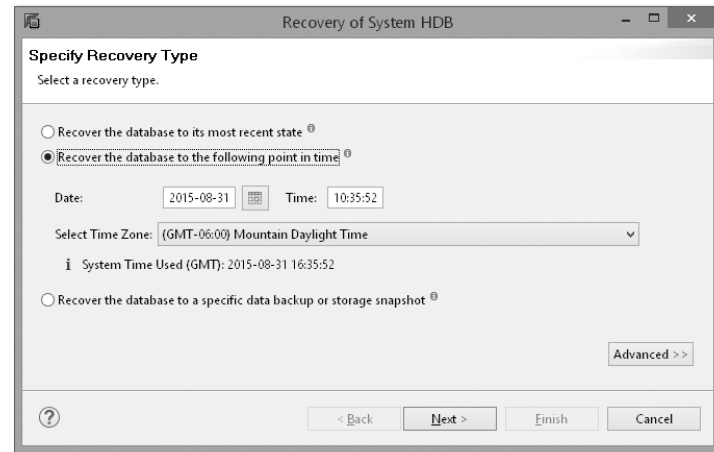 Recovery of System HDB
Specify Recovery Type
Select a recovery type.
Recover the database to its most recent state
Recover the database to the following point in time
Date: 2015-08-31 Time: 10:35:52
Select Time Zone: (GMT-06:00) Mountain Daylight Time
i System Time Used (GMT): 2015-08-31 16:35:52
Recover the database to a specific data backup or storage snapshot
Advanced >>
? < Back Next > Finish Cancel